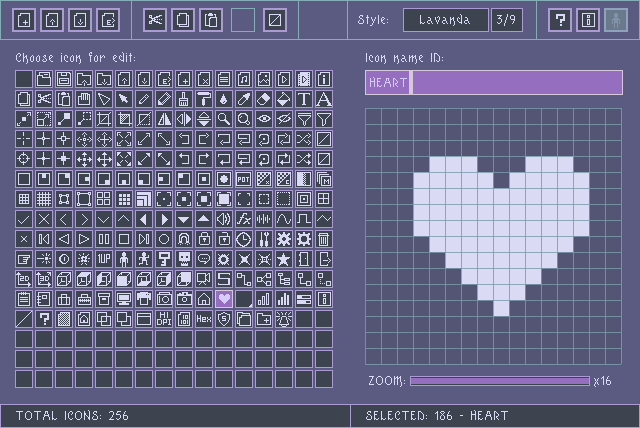 Style: Lavanda 3/9
Choose icon for edit:
Icon name ID:
HEART
ZOOM: x16
TOTAL ICONS: 256
SELECTED: 186 - HEART